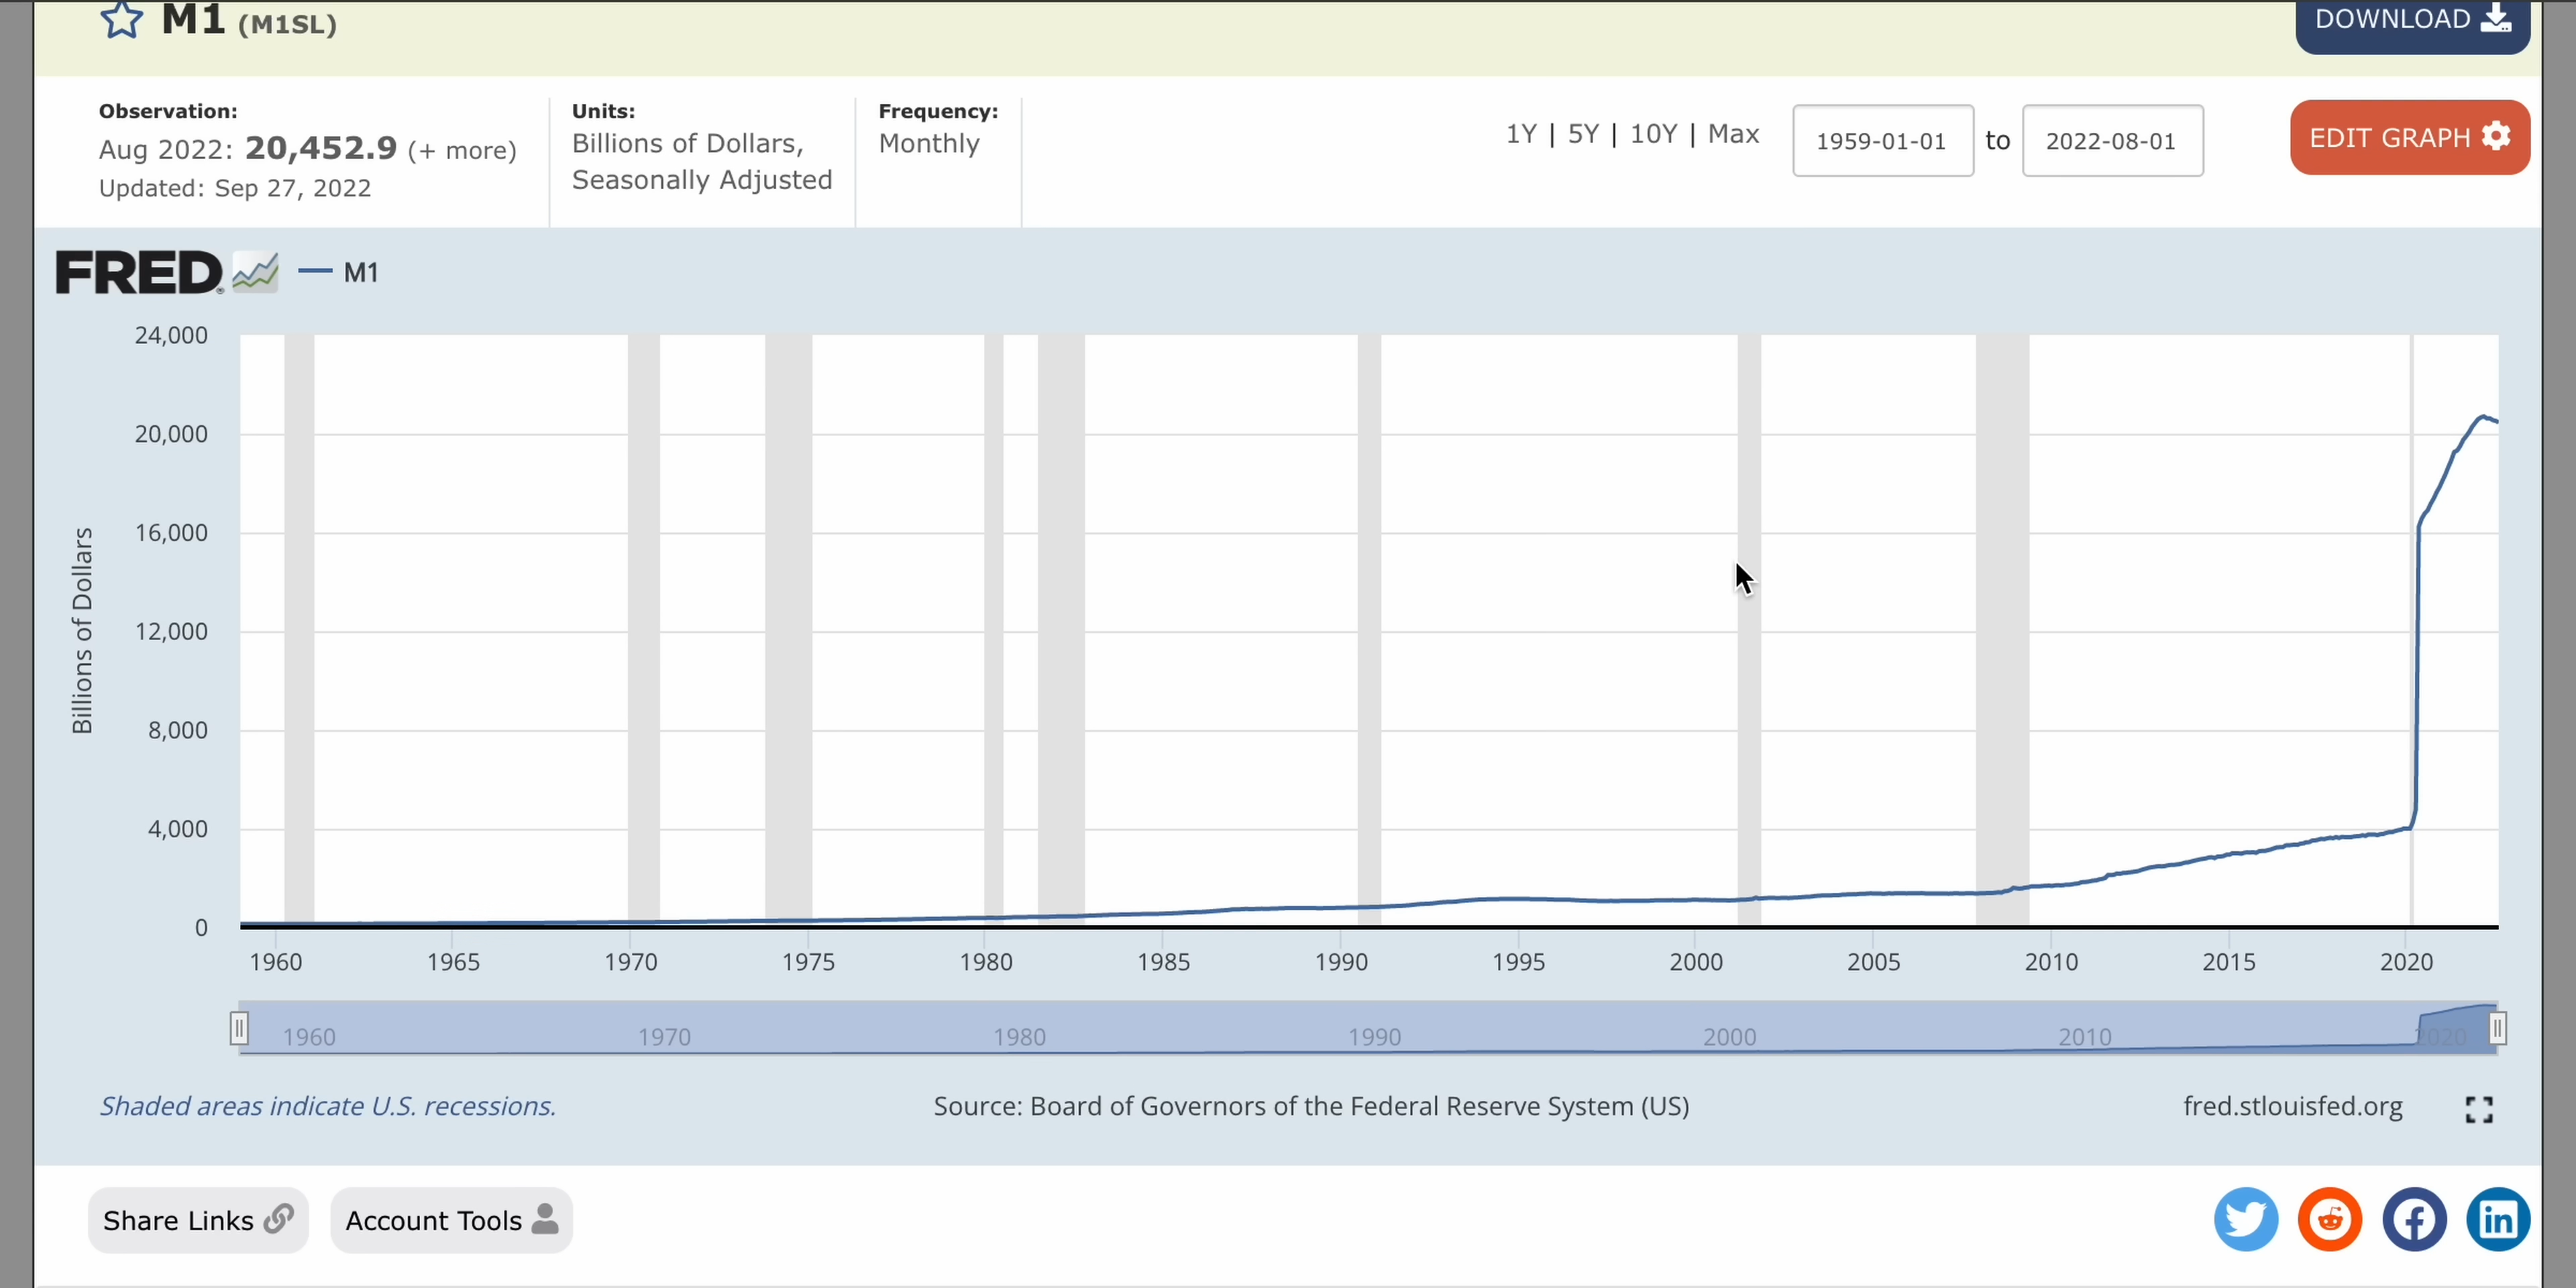 M1 (M1SL)
DOWNLOAD
Observation:
Aug 2022: 20,452.9 (+ more)
Updated: Sep 27, 2022
Units:
Billions of Dollars,
Seasonally Adjusted
Frequency:
Monthly
1Y | 5Y | 10Y | Max
1959-01-01 to 2022-08-01
EDIT GRAPH
FRED® M1
24,000
20,000
16,000
12,000
8,000
4,000
0
Billions of Dollars
1960 1965 1970 1975 1980 1985 1990 1995 2000 2005 2010 2015 2020
1960 1970 1980 1990 2000 2010 2020
Shaded areas indicate U.S. recessions.
Source: Board of Governors of the Federal Reserve System (US)
fred.stlouisfed.org
Share Links
Account Tools